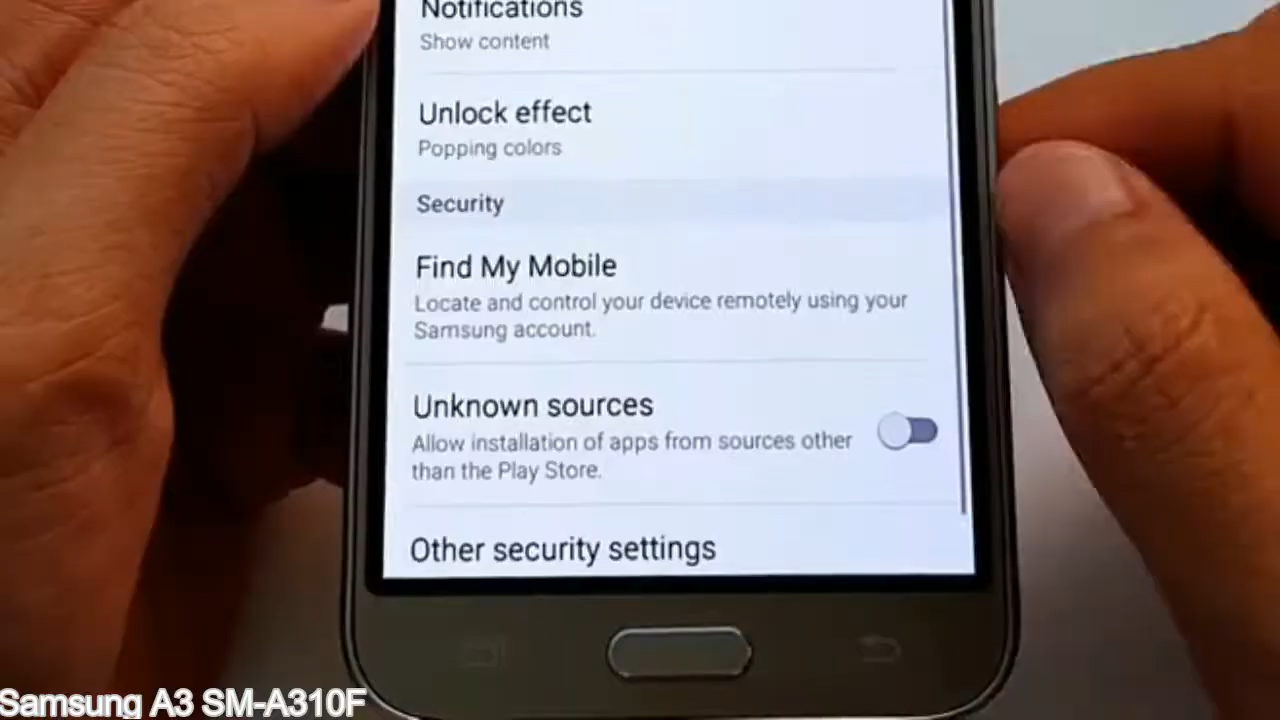 Notifications
Show content
Unlock effect
Popping colors
Security
Find My Mobile
Locate and control your device remotely using your
Samsung account.
Unknown sources
Allow installation of apps from sources other
than the Play Store.
Other security settings
Samsung A3 SM-A310F